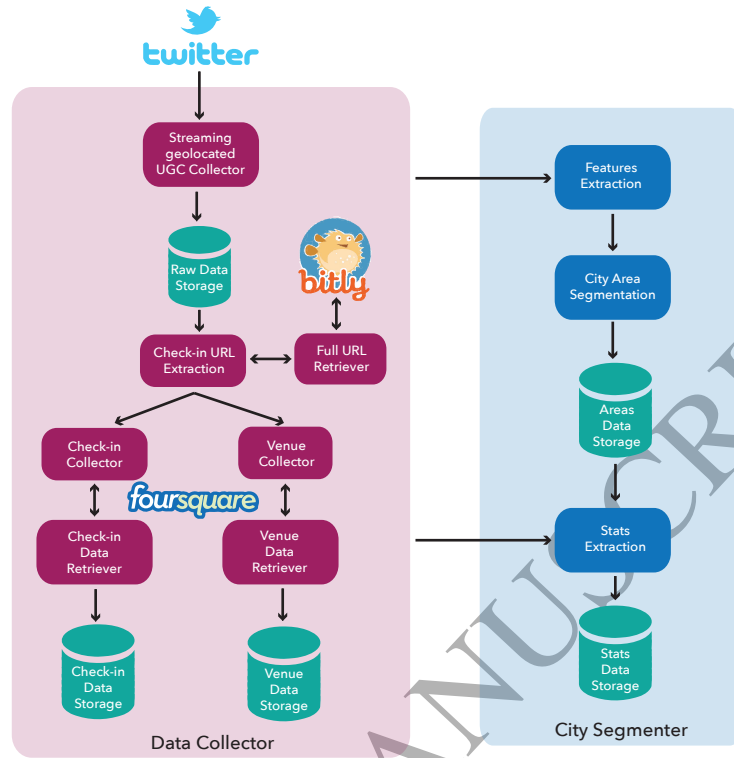 twitter
Streaming
geolocated
UGC Collector
Raw Data
Storage
bitly
Check-in URL
Extraction
Full URL
Retriever
Check-in
Collector
Venue
Collector
foursquare
Check-in
Data
Retriever
Venue
Data
Retriever
Check-in
Data
Storage
Venue
Data
Storage
Data Collector
Features
Extraction
City Area
Segmentation
Areas
Data
Storage
Stats
Extraction
Stats
Data
Storage
City Segmenter
ANUSCR